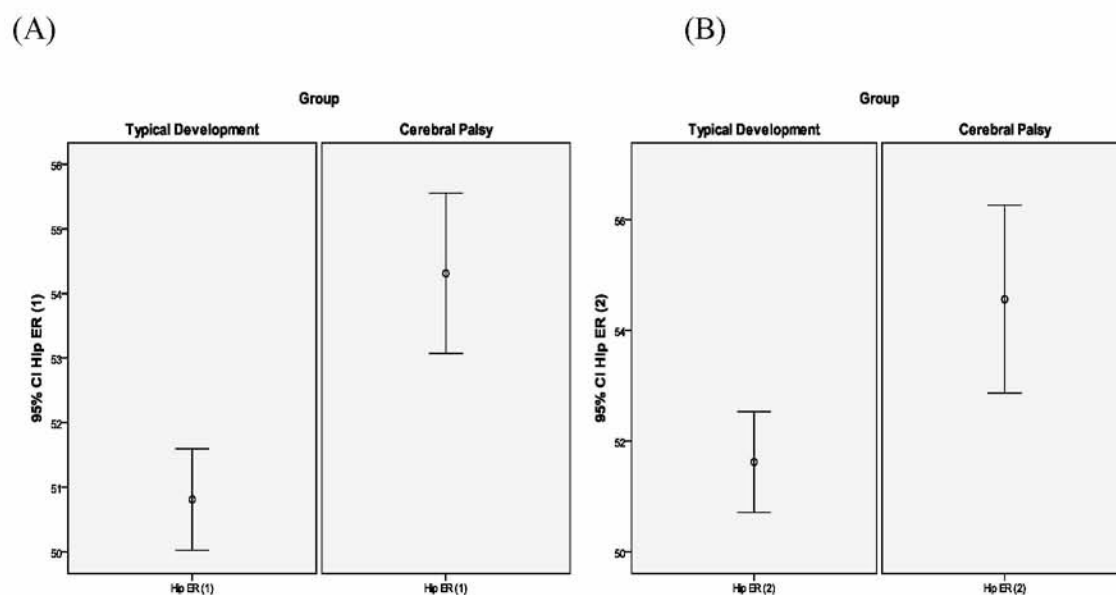 (A)
Group
Typical Development
Cerebral Palsy
95% CI Hip ER (1)
56
55
54
53
52
51
50
Hip ER (1)
Hip ER (1)
(B)
Group
Typical Development
Cerebral Palsy
95% CI Hip ER (2)
56
54
52
50
Hip ER (2)
Hip ER (2)